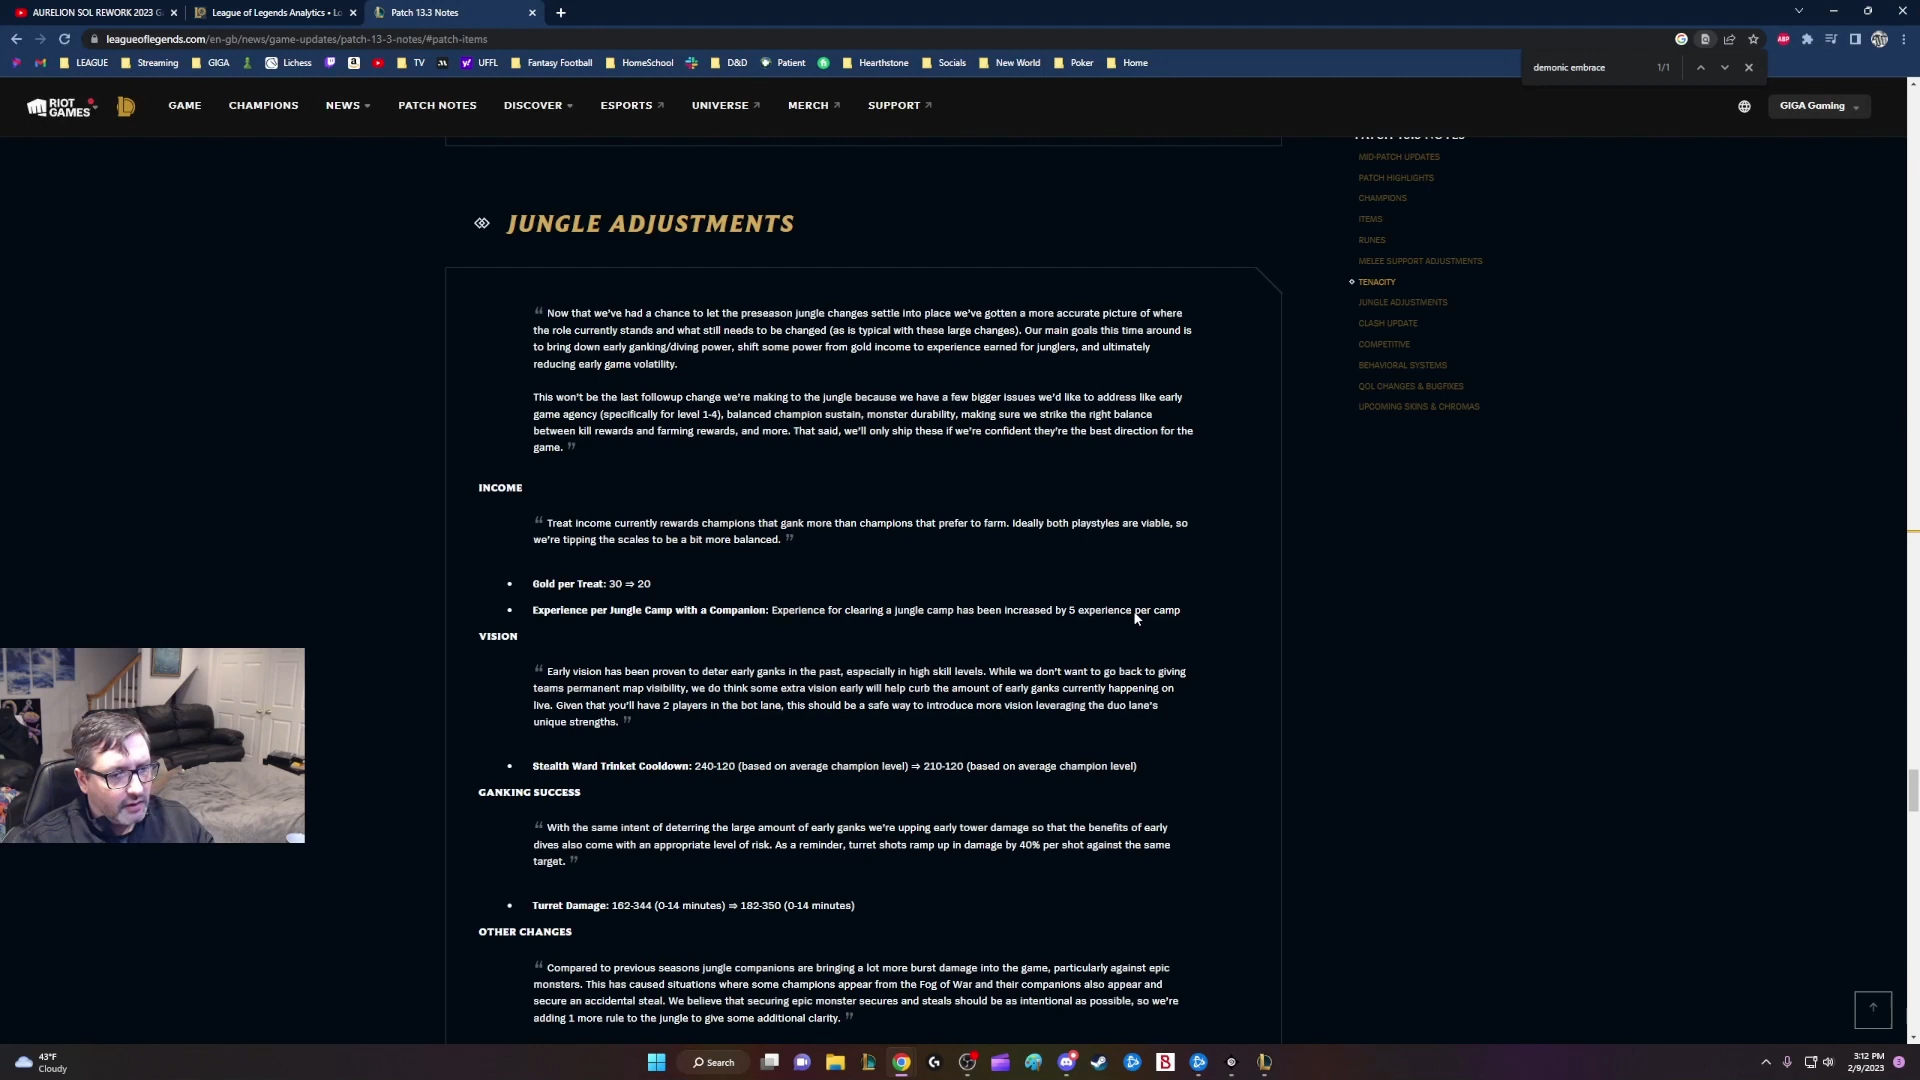 AURELION SOL REWORK 2023 G
League of Legends Analytics • Lo
Patch 13.3 Notes
leagueoflegends.com/en-gb/news/game-updates/patch-13-3-notes/#patch-items
ABP
LEAGUE
Streaming
GIGA
Lichess
TV
UFFL
Fantasy Football
HomeSchool
D&D
Patient
Hearthstone
Socials
New World
Poker
Home
demonic embrace
1/1
RIOT GAMES
GAME
CHAMPIONS
NEWS
PATCH NOTES
DISCOVER
ESPORTS
UNIVERSE
MERCH
SUPPORT
GIGA Gaming
PATCH 13.3 NOTES
MID-PATCH UPDATES
PATCH HIGHLIGHTS
CHAMPIONS
ITEMS
RUNES
MELEE SUPPORT ADJUSTMENTS
TENACITY
JUNGLE ADJUSTMENTS
CLASH UPDATE
COMPETITIVE
BEHAVIORAL SYSTEMS
QOL CHANGES & BUGFIXES
UPCOMING SKINS & CHROMAS
JUNGLE ADJUSTMENTS
“ Now that we’ve had a chance to let the preseason jungle changes settle into place we’ve gotten a more accurate picture of where
the role currently stands and what still needs to be changed (as is typical with these large changes). Our main goals this time around is
to bring down early ganking/diving power, shift some power from gold income to experience earned for junglers, and ultimately
reducing early game volatility.
This won’t be the last followup change we’re making to the jungle because we have a few bigger issues we’d like to address like early
game agency (specifically for level 1-4), balanced champion sustain, monster durability, making sure we strike the right balance
between kill rewards and farming rewards, and more. That said, we’ll only ship these if we’re confident they’re the best direction for the
game. ”
INCOME
“ Treat income currently rewards champions that gank more than champions that prefer to farm. Ideally both playstyles are viable, so
we’re tipping the scales to be a bit more balanced. ”
• Gold per Treat: 30 ⇒ 20
• Experience per Jungle Camp with a Companion: Experience for clearing a jungle camp has been increased by 5 experience per camp
VISION
“ Early vision has been proven to deter early ganks in the past, especially in high skill levels. While we don’t want to go back to giving
teams permanent map visibility, we do think some extra vision early will help curb the amount of early ganks currently happening on
live. Given that you’ll have 2 players in the bot lane, this should be a safe way to introduce more vision leveraging the duo lane’s
unique strengths. ”
• Stealth Ward Trinket Cooldown: 240-120 (based on average champion level) ⇒ 210-120 (based on average champion level)
GANKING SUCCESS
“ With the same intent of deterring the large amount of early ganks we’re upping early tower damage so that the benefits of early
dives also come with an appropriate level of risk. As a reminder, turret shots ramp up in damage by 40% per shot against the same
target. ”
• Turret Damage: 162-344 (0-14 minutes) ⇒ 182-350 (0-14 minutes)
OTHER CHANGES
“ Compared to previous seasons jungle companions are bringing a lot more burst damage into the game, particularly against epic
monsters. This has caused situations where some champions appear from the Fog of War and their companions also appear and
secure an accidental steal. We believe that securing epic monster secures and steals should be as intentional as possible, so we’re
adding 1 more rule to the jungle to give some additional clarity. ”
43°F
Cloudy
Search
3:12 PM
2/9/2023
3